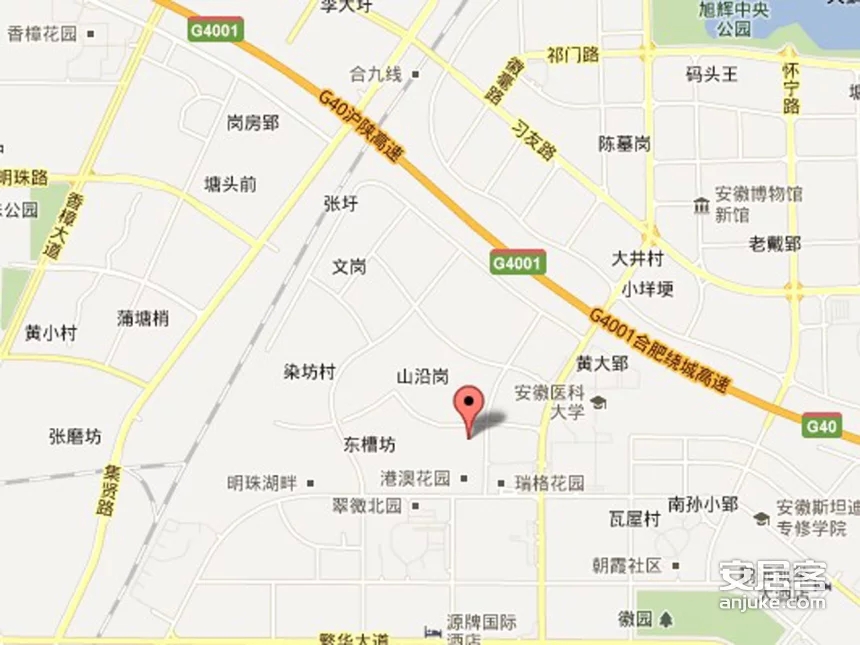 李大圩
旭辉中央
公园
香樟花园
G4001
合九线
祁门路
码头王
怀宁路
徽毫路
G40沪陕高速
岗房郢
习友路
陈墓岗
明珠路
塘头前
张圩
安徽博物馆
新馆
公园
香樟大道
老戴郢
文岗
G4001
大井村
小垟埂
蒲塘梢
黄小村
G4001合肥绕城高速
黄大郢
染坊村
山沿岗
安徽医科
大学
G40
张磨坊
东槽坊
集贤路
明珠湖畔
港澳花园
瑞格花园
翠微北园
南孙小郢
瓦屋村
安徽斯坦迪
专修学院
朝霞社区
安居客
anjuke.com
徽园
源牌国际
酒店
繁华大道